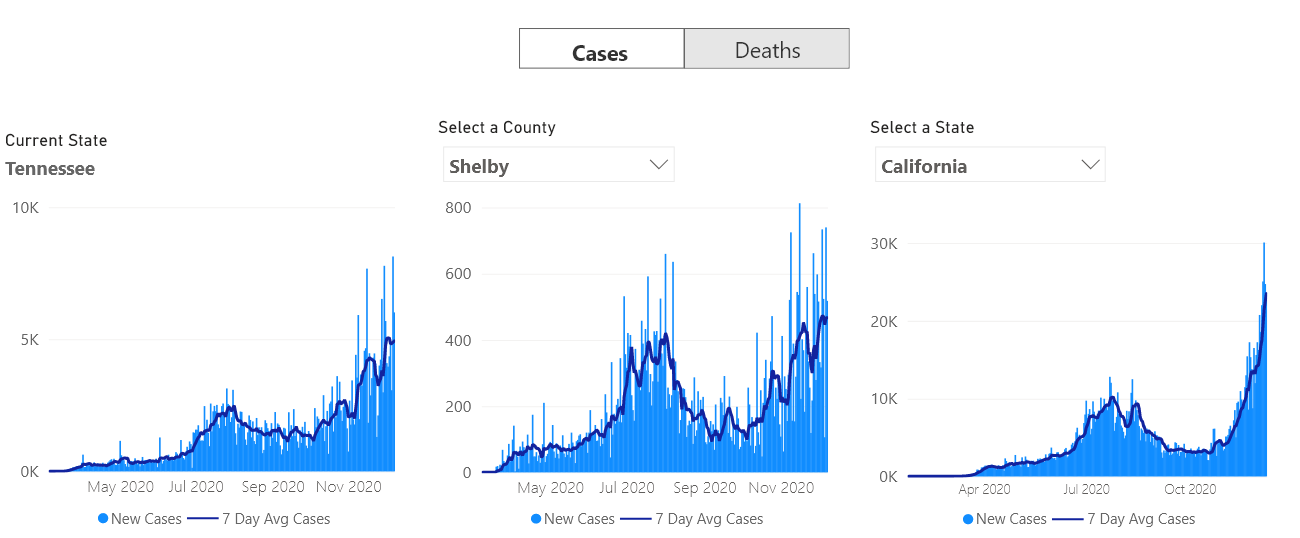 Cases
Deaths
Current State
Tennessee
10K
5K
0K
May 2020 Jul 2020 Sep 2020 Nov 2020
New Cases 7 Day Avg Cases
Select a County
Shelby
800
600
400
200
0
May 2020 Jul 2020 Sep 2020 Nov 2020
New Cases 7 Day Avg Cases
Select a State
California
30K
20K
10K
0K
Apr 2020 Jul 2020 Oct 2020
New Cases 7 Day Avg Cases